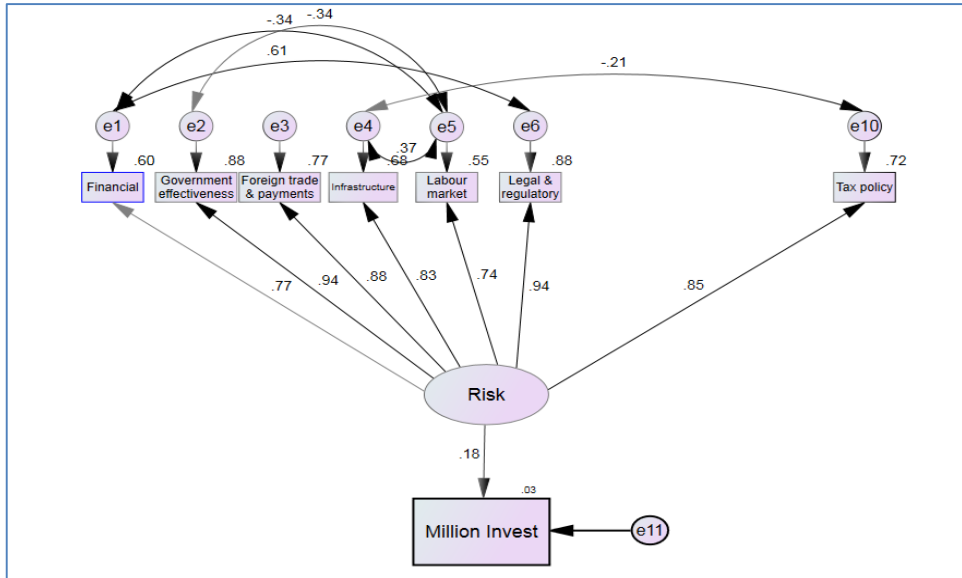 -.34
-.34
.61
-.21
e1
e2
e3
e4
e5
e6
e10
.37
.60
.88
.77
.68
.55
.88
.72
Financial
Government
effectiveness
Foreign trade
& payments
Infrastructure
Labour
market
Legal &
regulatory
Tax policy
.77
.94
.88
.83
.74
.94
.85
Risk
.18
.03
Million Invest
e11